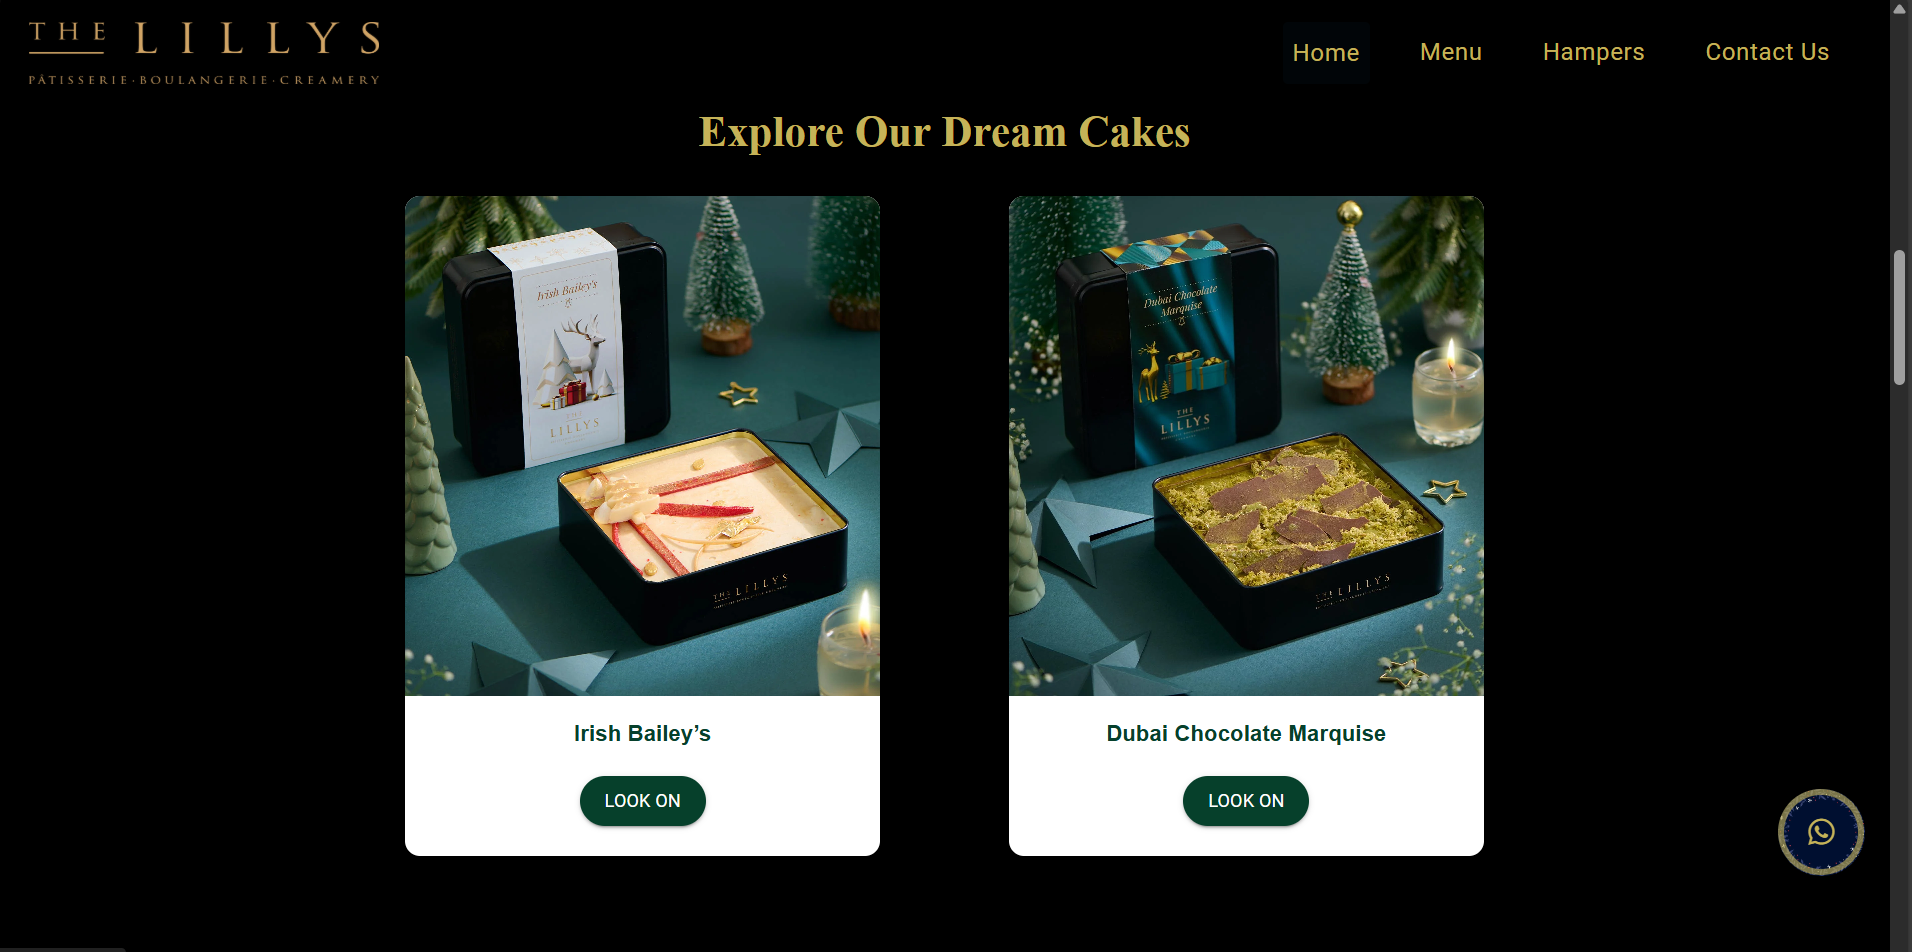 THE LILLYS
PÂTISSERIE·BOULANGERIE·CREAMERY
Home
Menu
Hampers
Contact Us
Explore Our Dream Cakes
Irish Bailey's
THE
LILLYS
THE LILLYS
Dubai Chocolate
Marquise
THE
LILLYS
THE LILLYS
Irish Bailey’s
LOOK ON
Dubai Chocolate Marquise
LOOK ON